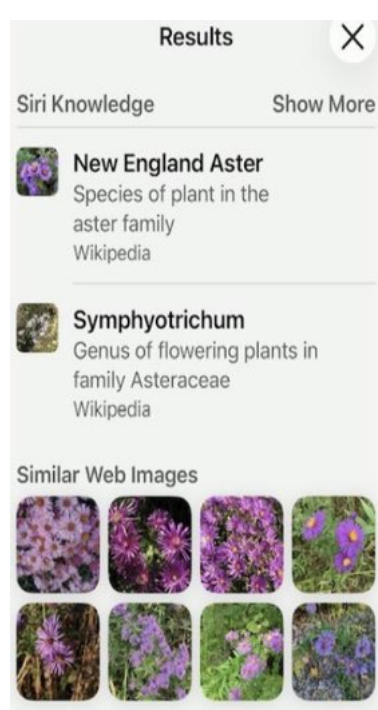 Results
Siri Knowledge Show More
New England Aster
Species of plant in the
aster family
Wikipedia
Symphyotrichum
Genus of flowering plants in
family Asteraceae
Wikipedia
Similar Web Images